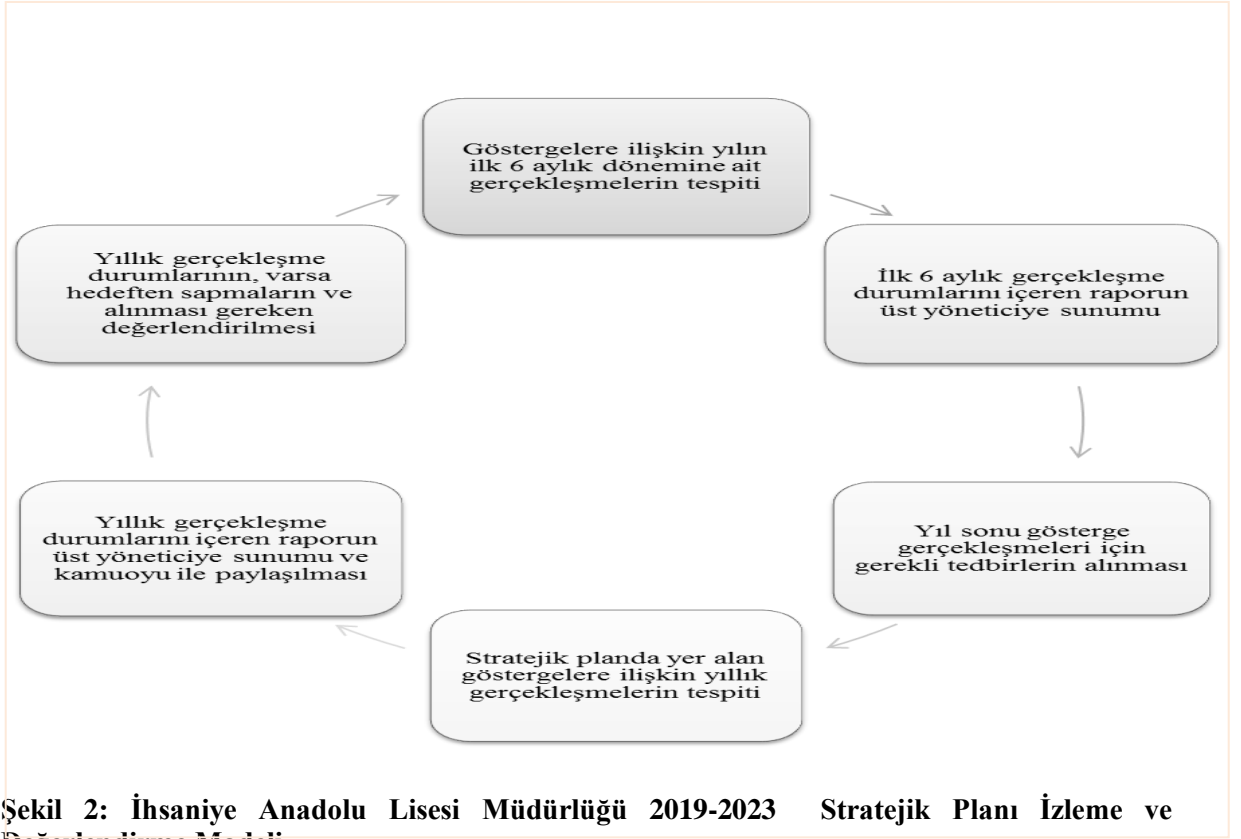 Göstergelere ilişkin yılın
ilk 6 aylık dönemine ait
gerçekleşmelerin tespiti
İlk 6 aylık gerçekleşme
durumlarını içeren raporun
üst yöneticiye sunumu
Yıl sonu gösterge
gerçekleşmeleri için
gerekli tedbirlerin alınması
Stratejik planda yer alan
göstergelere ilişkin yıllık
gerçekleşmelerin tespiti
Yıllık gerçekleşme
durumlarını içeren raporun
üst yöneticiye sunumu ve
kamuoyu ile paylaşılması
Yıllık gerçekleşme
durumlarının, varsa
hedeften sapmaların ve
alınması gereken
değerlendirilmesi
Şekil 2: İhsaniye Anadolu Lisesi Müdürlüğü 2019-2023 Stratejik Planı İzleme ve
Değerlendirme Modeli